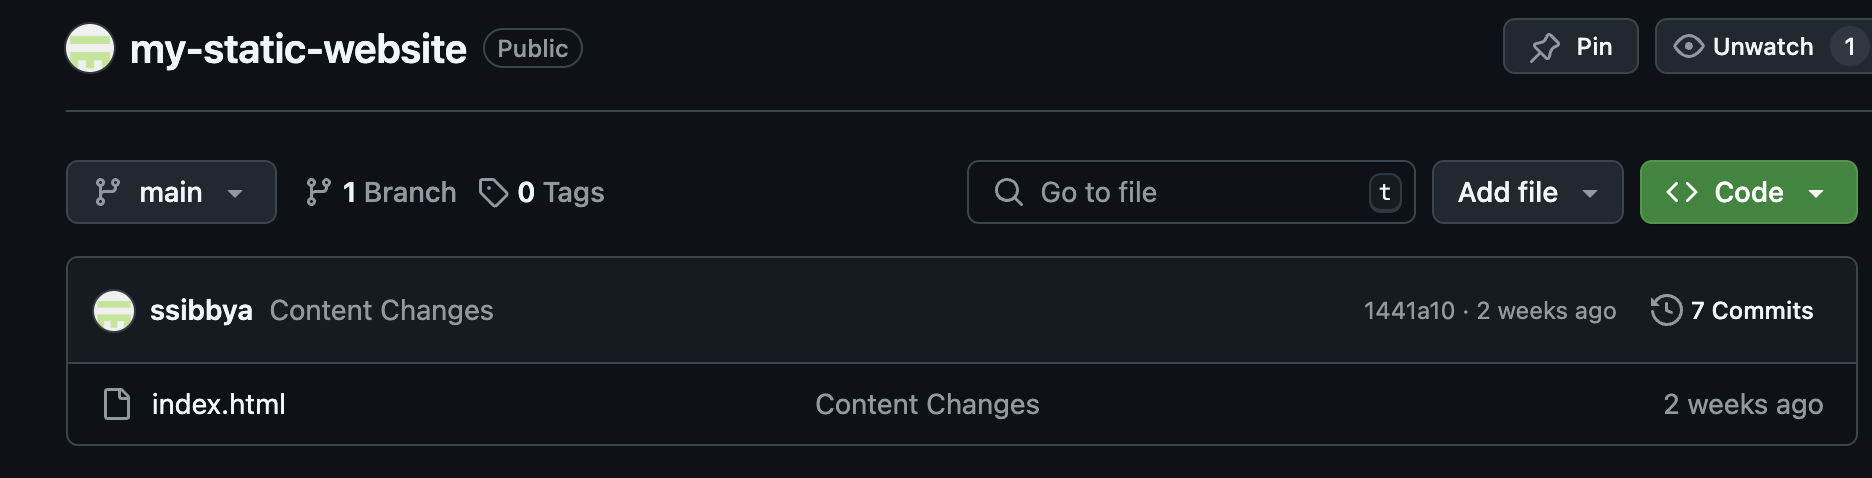 my-static-website Public Pin Unwatch 1
main 1 Branch 0 Tags Go to file t Add file <> Code
ssibbya Content Changes 1441a10 · 2 weeks ago 7 Commits
index.html Content Changes 2 weeks ago